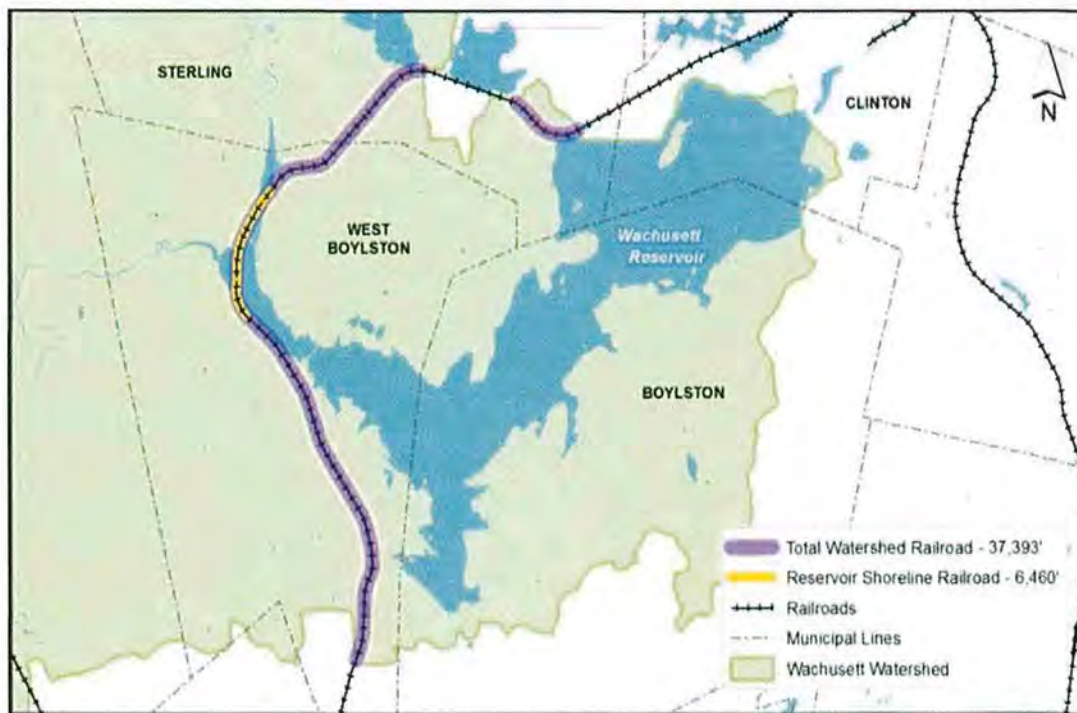 STERLING
CLINTON
N
WEST
BOYLSTON
Wachusett
Reservoir
BOYLSTON
Total Watershed Railroad - 37,393'
Reservoir Shoreline Railroad - 6,460'
Railroads
Municipal Lines
Wachusett Watershed